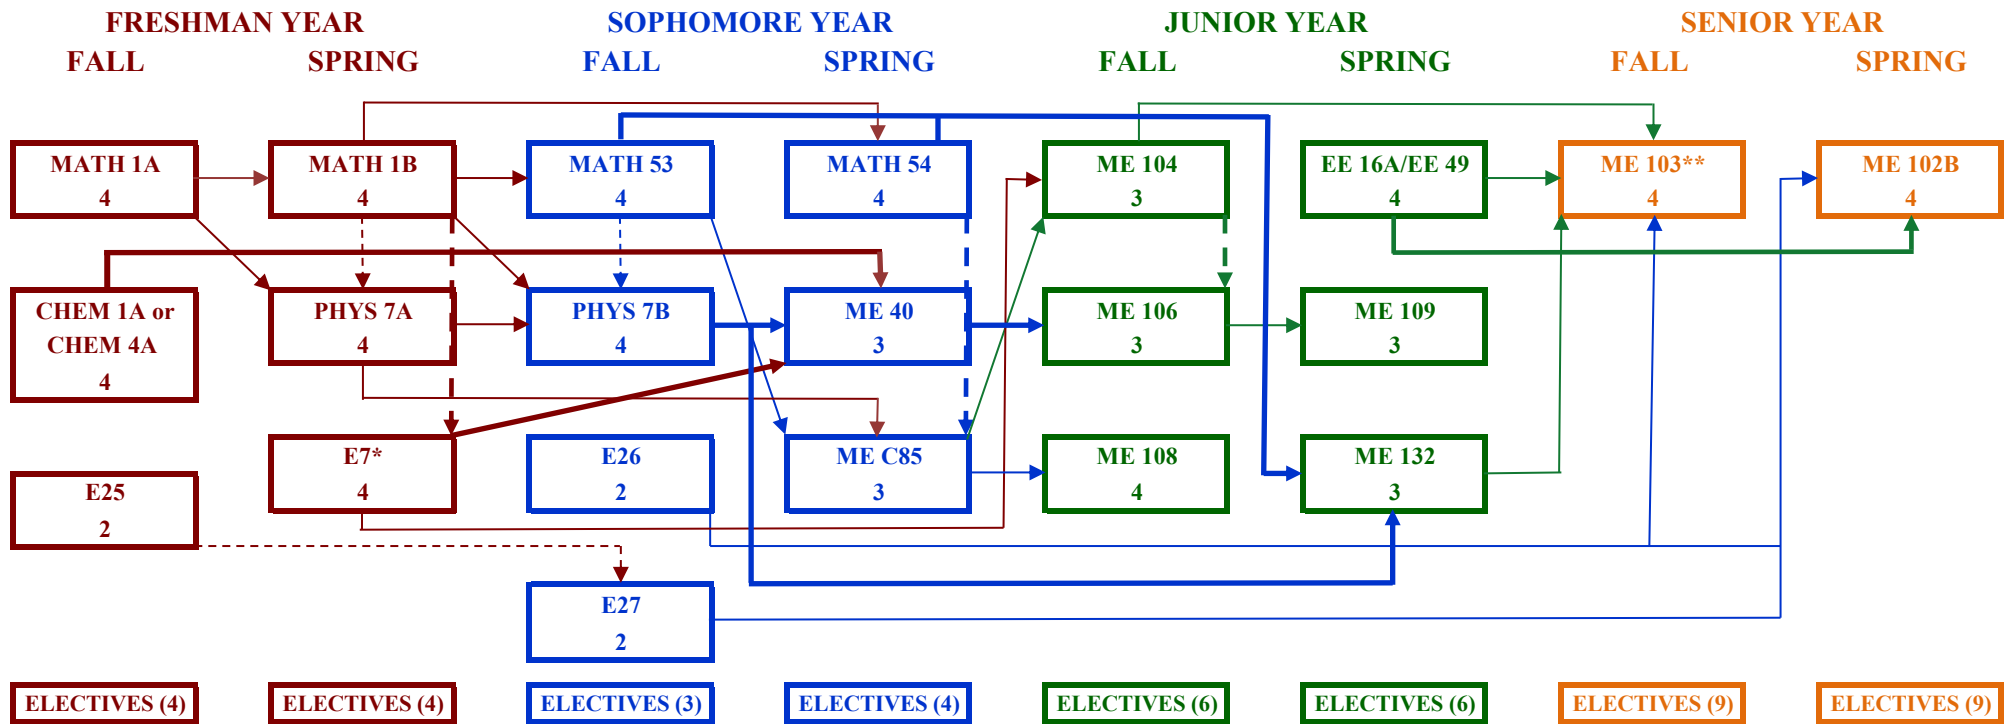 FRESHMAN YEAR
SOPHOMORE YEAR
JUNIOR YEAR
SENIOR YEAR
FALL
SPRING
FALL
SPRING
FALL
SPRING
FALL
SPRING
MATH 1A
4
MATH 1B
4
MATH 53
4
MATH 54
4
ME 104
3
EE 16A/EE 49
4
ME 103**
4
ME 102B
4
CHEM 1A or
CHEM 4A
4
PHYS 7A
4
PHYS 7B
4
ME 40
3
ME 106
3
ME 109
3
E7*
4
E26
2
ME C85
3
ME 108
4
ME 132
3
E25
2
E27
2
ELECTIVES (4)
ELECTIVES (4)
ELECTIVES (3)
ELECTIVES (4)
ELECTIVES (6)
ELECTIVES (6)
ELECTIVES (9)
ELECTIVES (9)